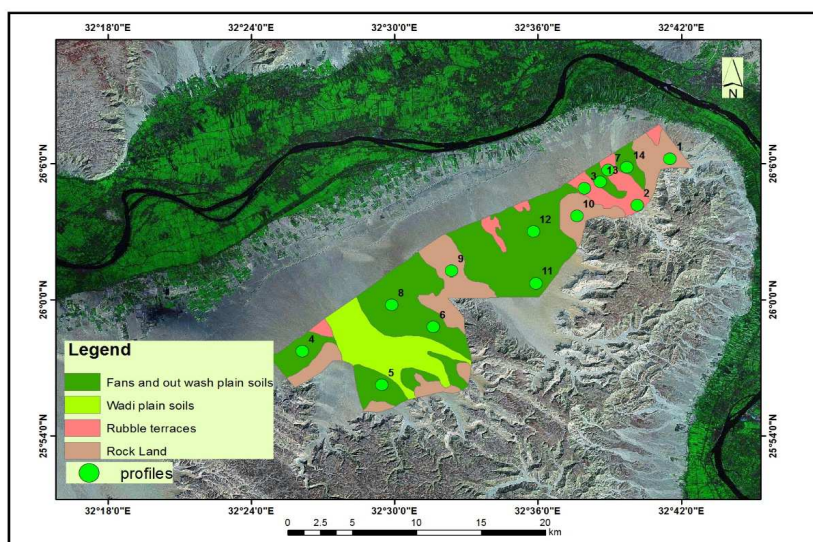 32°18'0"E 32°24'0"E 32°30'0"E 32°36'0"E 32°42'0"E
N
26°6'0"N 26°6'0"N
26°0'0"N 26°0'0"N
25°54'0"N 25°54'0"N
1
14
7
13
3
2
10
12
9
11
8
6
4
5
Legend
Fans and out wash plain soils
Wadi plain soils
Rubble terraces
Rock Land
profiles
32°18'0"E 32°24'0"E 32°30'0"E 32°36'0"E 32°42'0"E
0 2.5 5 10 15 20
km